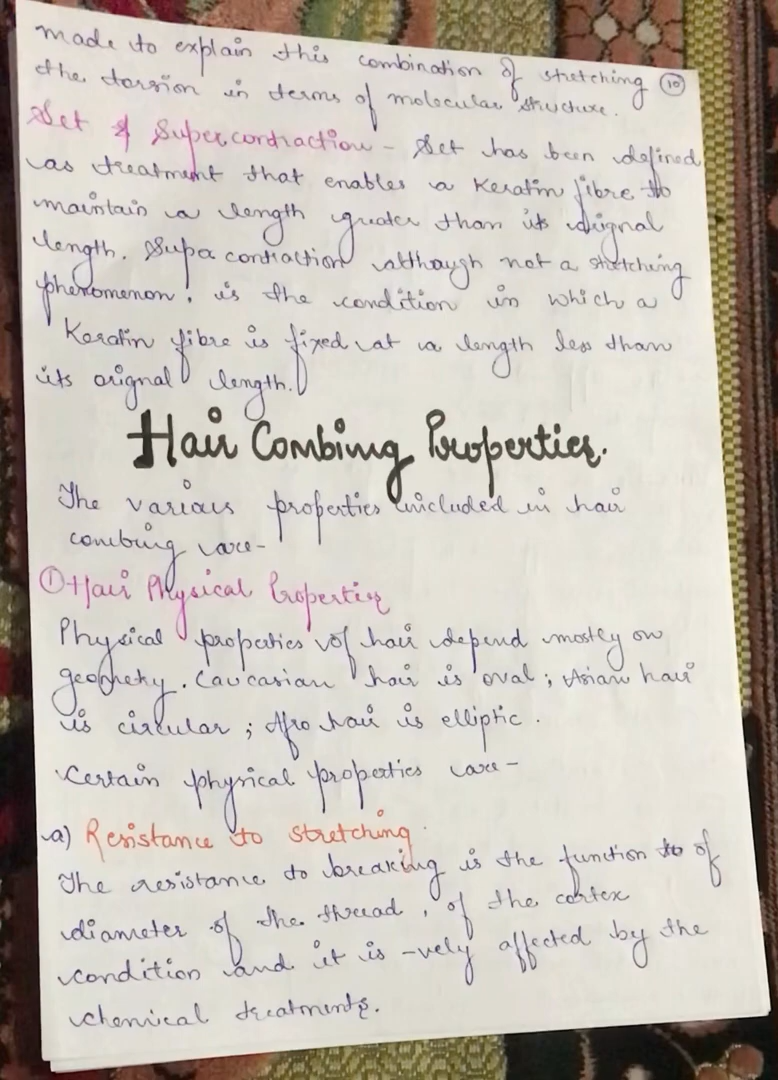 made to explain this combination of stretching 10
the torsion in terms of molecular structure.
Set & Supercontraction - Set has been defined
as treatment that enables a Keratin fibre to
maintain a length greater than its orignal
length. Supa contraction although not a stretching
phenomenon, is the condition in which a
Keratin fibre is fixed at a length less than
its orignal length.
Hair Combing Properties.
The various properties included in hair
combing are-
① Hair Physical Properties
Physical properties of hair depend mostly on
geometry. Caucasian hair is oval; Asian hair
is circular; Afro hair is elliptic.
Certain physical properties are-
a) Resistance to stretching.
The resistance to breaking is the function to of
diameter of the thread, of the cortex
condition and it is -vely affected by the
chemical treatments.